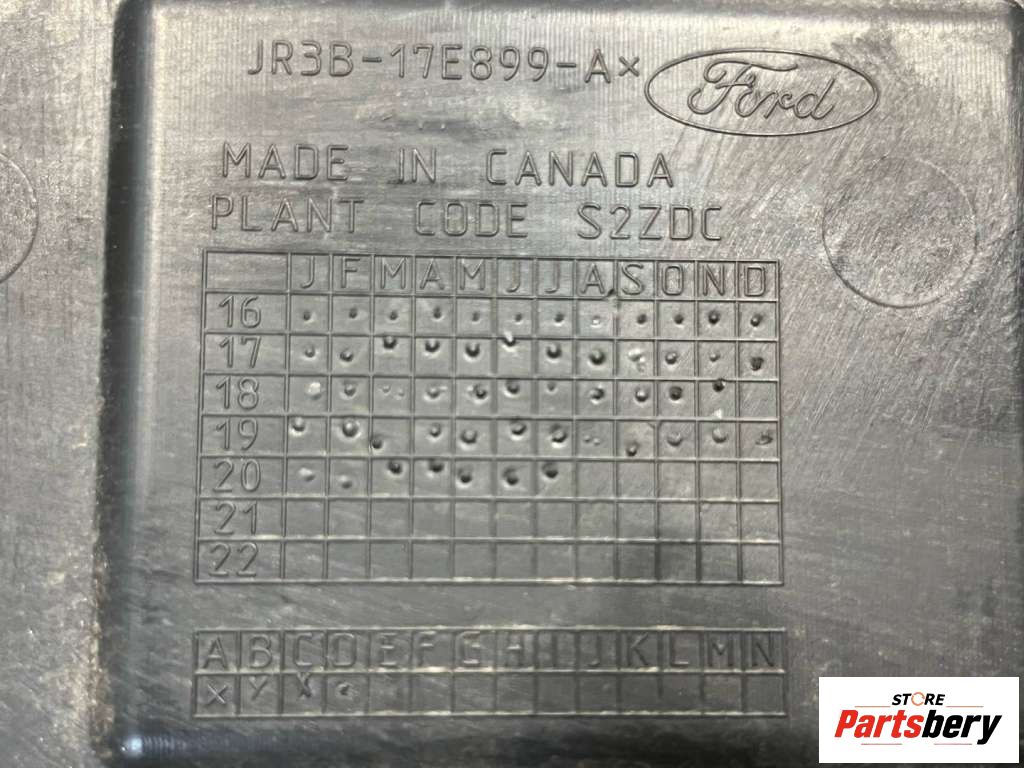 JR3B-17E899-A×
Ford
MADE IN CANADA
PLANT CODE S2ZDC
J F M A M J J A S O N D
16
17
18
19
20
21
22
A B C D E F G H I J K L M N
X Y X
STORE
Partsbery